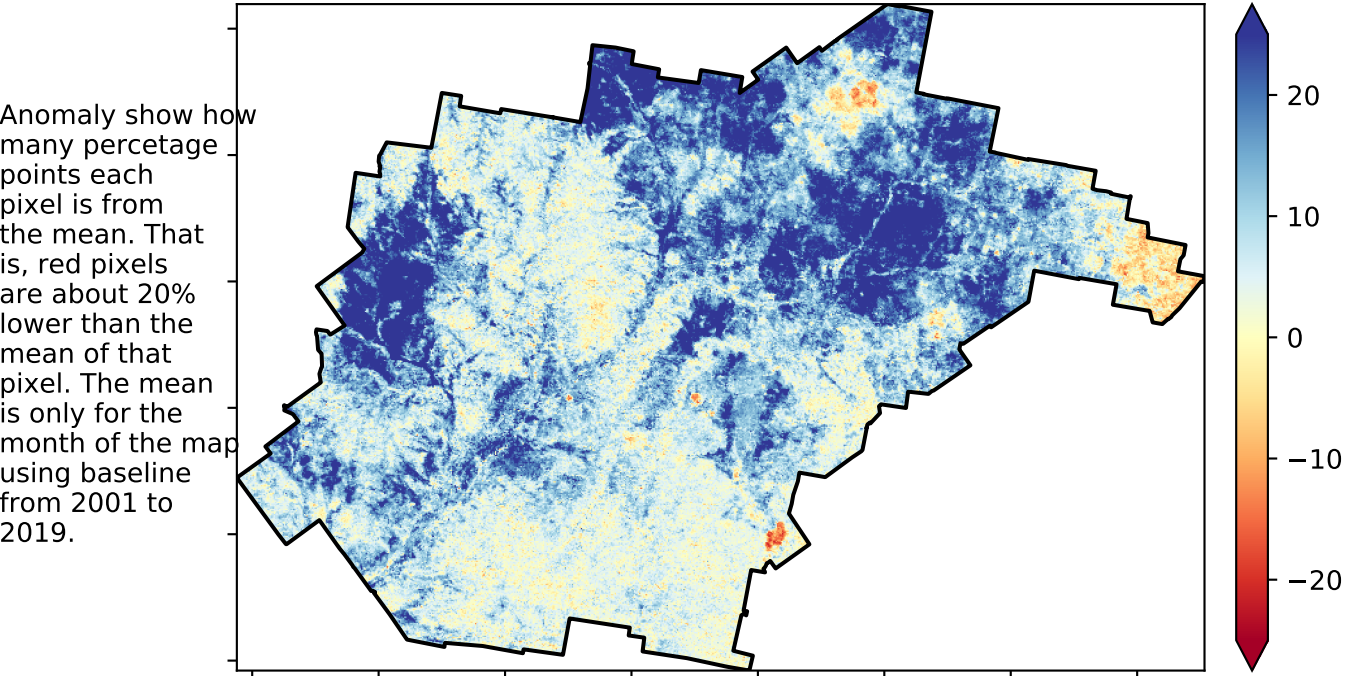 Anomaly show how
many percetage
points each
pixel is from
the mean. That
is, red pixels
are about 20%
lower than the
mean of that
pixel. The mean
is only for the
month of the map
using baseline
from 2001 to
2019.
20
10
0
−10
−20